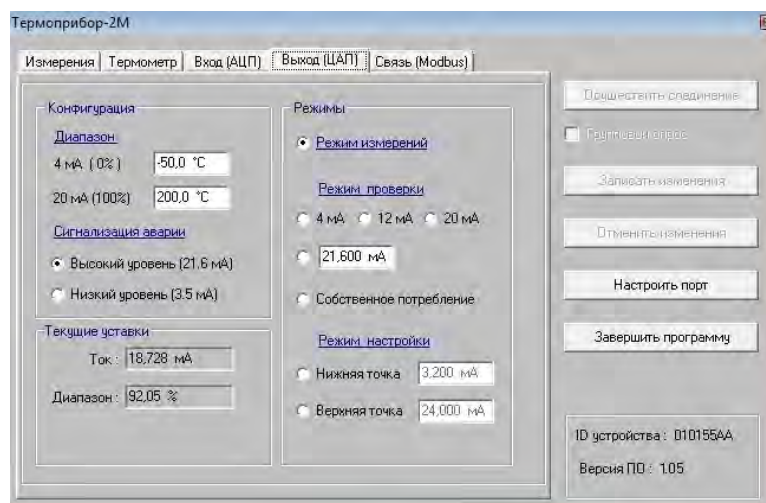 Термоприбор-2М
Измерения
Термометр
Вход (АЦП)
Выход (ЦАП)
Связь (Modbus)
Конфигурация
Диапазон
4 мА ( 0% ) -50,0 °C
20 мА (100%) 200,0 °C
Сигнализация аварии
Высокий уровень (21.6 мА)
Низкий уровень (3.5 мА)
Текущие уставки
Ток : 18,728 мА
Диапазон : 92,05 %
Режимы
Режим измерений
Режим проверки
4 мА 12 мА 20 мА
21,600 мА
Собственное потребление
Режим настройки
Нижняя точка 3,200 мА
Верхняя точка 24,000 мА
Осуществить соединение
Групповой опрос
Записать изменения
Отменить изменения
Настроить порт
Завершить программу
ID устройства : 010155AA
Версия ПО : 1.05